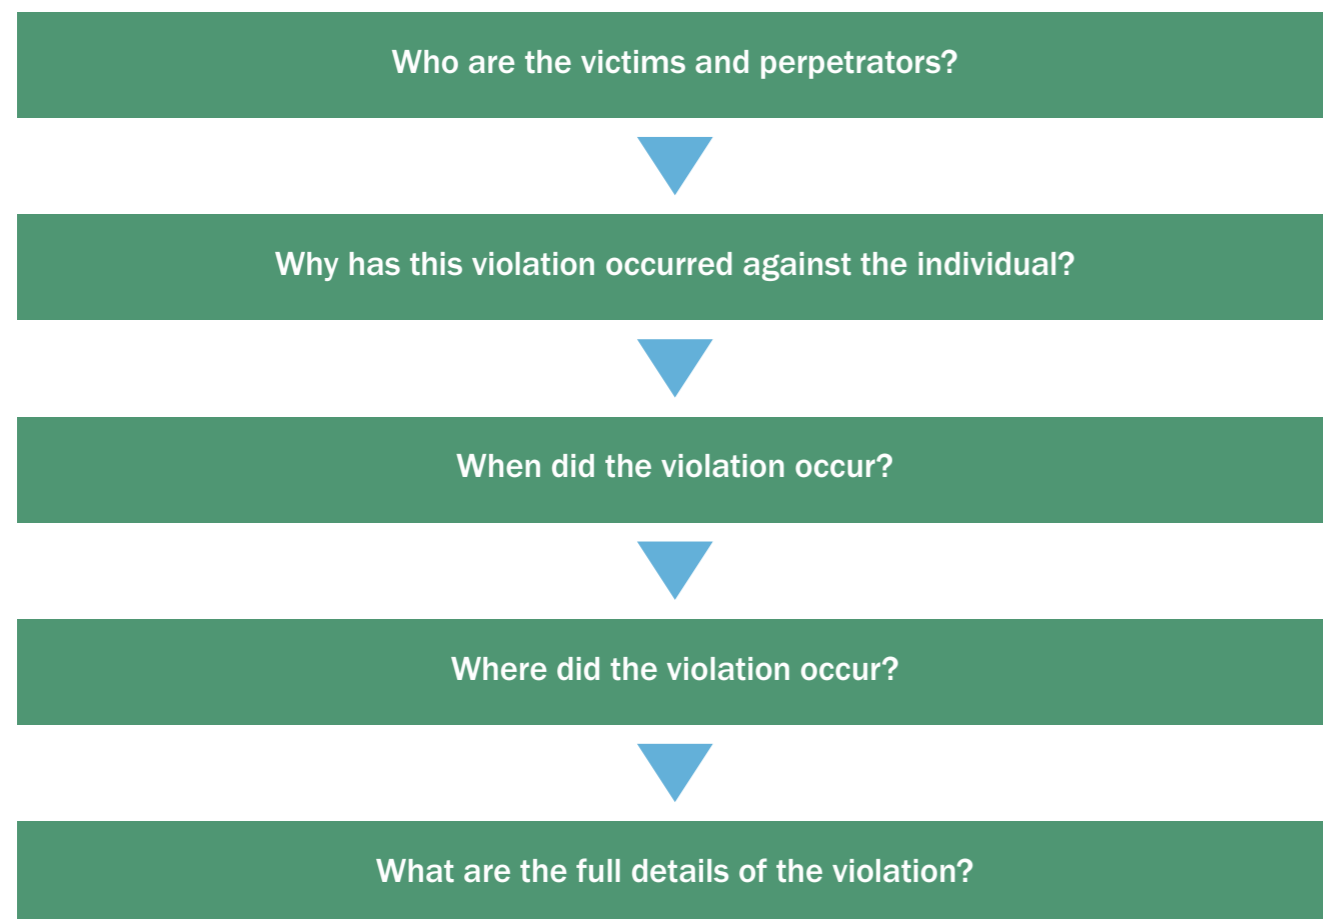 Who are the victims and perpetrators?
Why has this violation occurred against the individual?
When did the violation occur?
Where did the violation occur?
What are the full details of the violation?